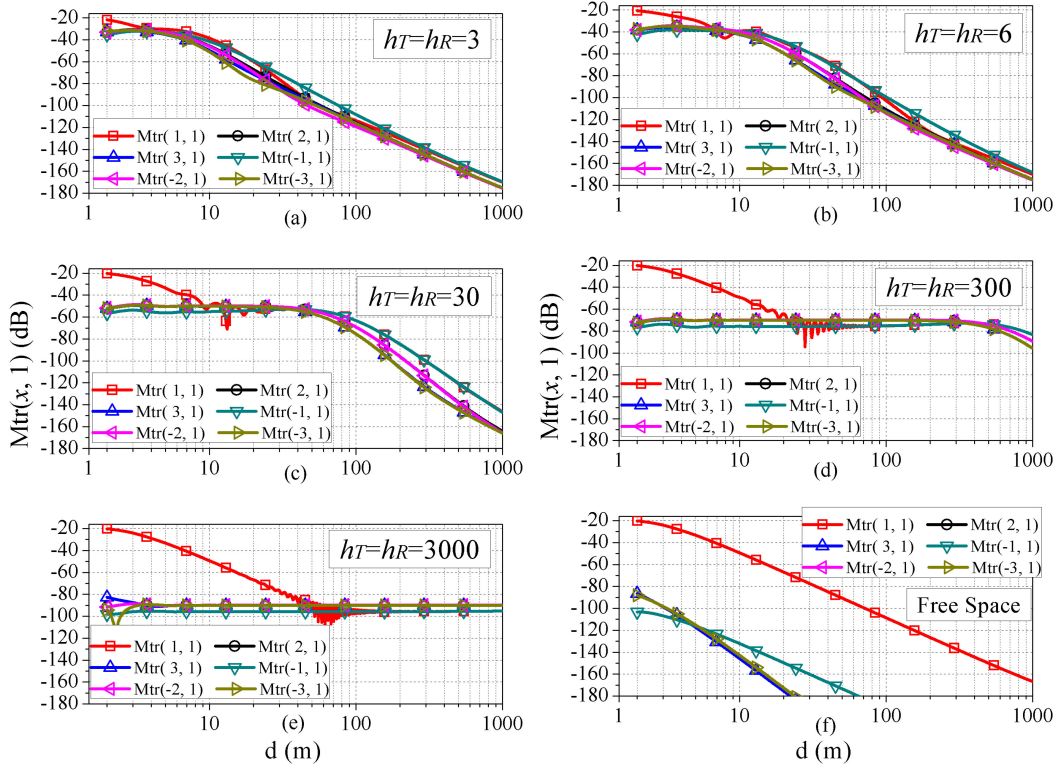 -20
-40
-60
-80
-100
-120
-140
-160
-180
hT=hR=3
Mtr( 1, 1)
Mtr( 2, 1)
Mtr( 3, 1)
Mtr(-1, 1)
Mtr(-2, 1)
Mtr(-3, 1)
1
10
100
1000
(a)
-20
-40
-60
-80
-100
-120
-140
-160
-180
hT=hR=6
Mtr( 1, 1)
Mtr( 2, 1)
Mtr( 3, 1)
Mtr(-1, 1)
Mtr(-2, 1)
Mtr(-3, 1)
1
10
100
1000
(b)
Mtr(x, 1) (dB)
-20
-40
-60
-80
-100
-120
-140
-160
-180
hT=hR=30
Mtr( 1, 1)
Mtr( 2, 1)
Mtr( 3, 1)
Mtr(-1, 1)
Mtr(-2, 1)
Mtr(-3, 1)
1
10
100
1000
(c)
Mtr(x, 1) (dB)
-20
-40
-60
-80
-100
-120
-140
-160
-180
hT=hR=300
Mtr( 1, 1)
Mtr( 2, 1)
Mtr( 3, 1)
Mtr(-1, 1)
Mtr(-2, 1)
Mtr(-3, 1)
1
10
100
1000
(d)
-20
-40
-60
-80
-100
-120
-140
-160
-180
hT=hR=3000
Mtr( 1, 1)
Mtr( 2, 1)
Mtr( 3, 1)
Mtr(-1, 1)
Mtr(-2, 1)
Mtr(-3, 1)
1
10
100
1000
(e)
d (m)
-20
-40
-60
-80
-100
-120
-140
-160
-180
Mtr( 1, 1)
Mtr( 2, 1)
Mtr( 3, 1)
Mtr(-1, 1)
Mtr(-2, 1)
Mtr(-3, 1)
Free Space
1
10
100
1000
(f)
d (m)